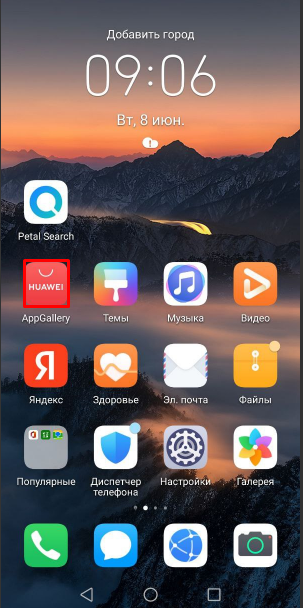 Добавить город
09:06
Вт, 8 июн.
Petal Search
HUAWEI
AppGallery
Темы
Музыка
Видео
Я
Яндекс
Здоровье
Эл. почта
Файлы
Популярные
Диспетчер
телефона
Настройки
Галерея